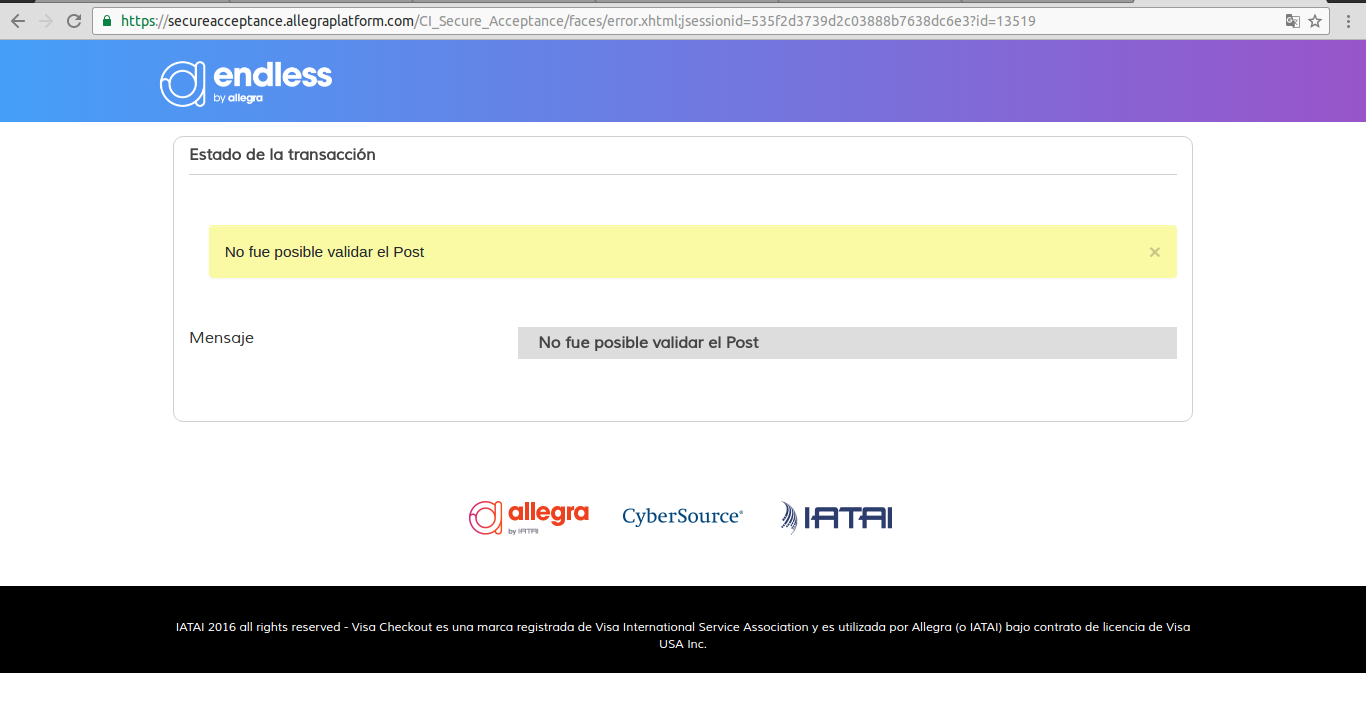 https://secureacceptance.allegraplatform.com/CI_Secure_Acceptance/faces/error.xhtml;jsessionid=535f2d3739d2c03888b7638dc6e3?id=13519
endless
by allegra
Estado de la transacción
No fue posible validar el Post
×
Mensaje
No fue posible validar el Post
allegra
by IATAI
CyberSource®
IATAI
IATAI 2016 all rights reserved - Visa Checkout es una marca registrada de Visa International Service Association y es utilizada por Allegra (o IATAI) bajo contrato de licencia de Visa
USA Inc.